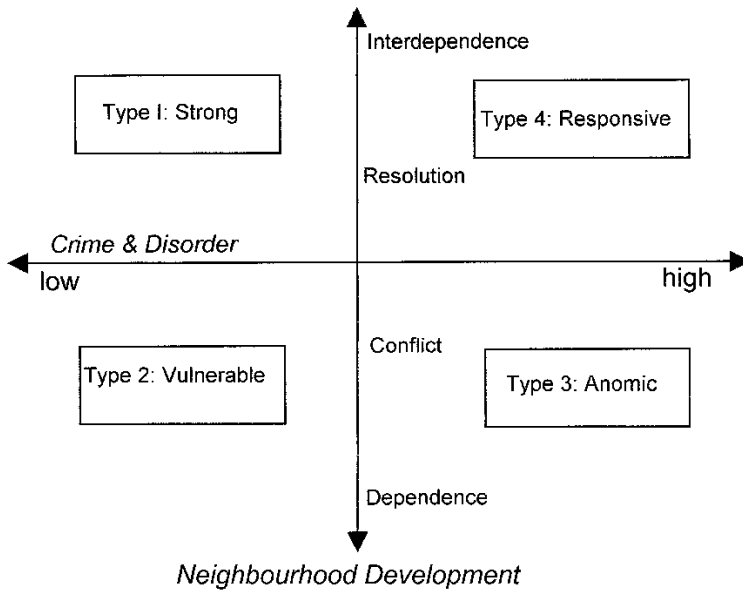 Interdependence
Type I: Strong
Type 4: Responsive
Resolution
Crime & Disorder
low
high
Conflict
Type 2: Vulnerable
Type 3: Anomic
Dependence
Neighbourhood Development